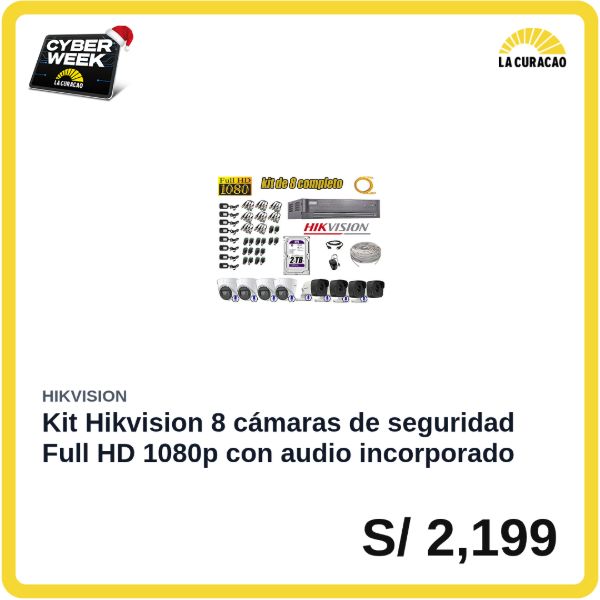 CYBER
WEEK
LA CURACAO
LA CURACAO
Full HD
1080
kit de 8 completo
HIKVISION
2TB
HIKVISION
Kit Hikvision 8 cámaras de seguridad
Full HD 1080p con audio incorporado
S/ 2,199